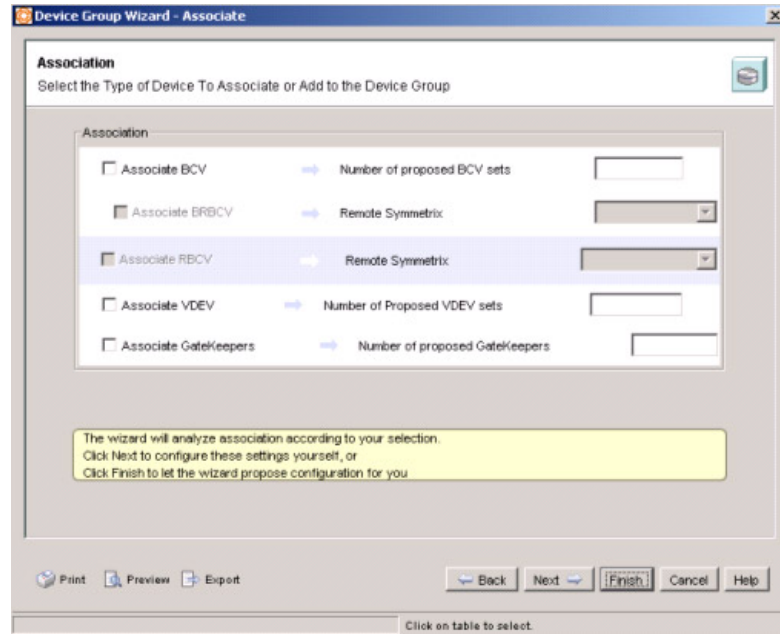 Device Group Wizard - Associate
Association
Select the Type of Device To Associate or Add to the Device Group
Association
Associate BCV Number of proposed BCV sets
Associate BRBCV Remote Symmetrix
Associate RBCV Remote Symmetrix
Associate VDEV Number of Proposed VDEV sets
Associate GateKeepers Number of proposed GateKeepers
The wizard will analyze association according to your selection.
Click Next to configure these settings yourself, or
Click Finish to let the wizard propose configuration for you
Print Preview Export Back Next Finish Cancel Help
Click on table to select.